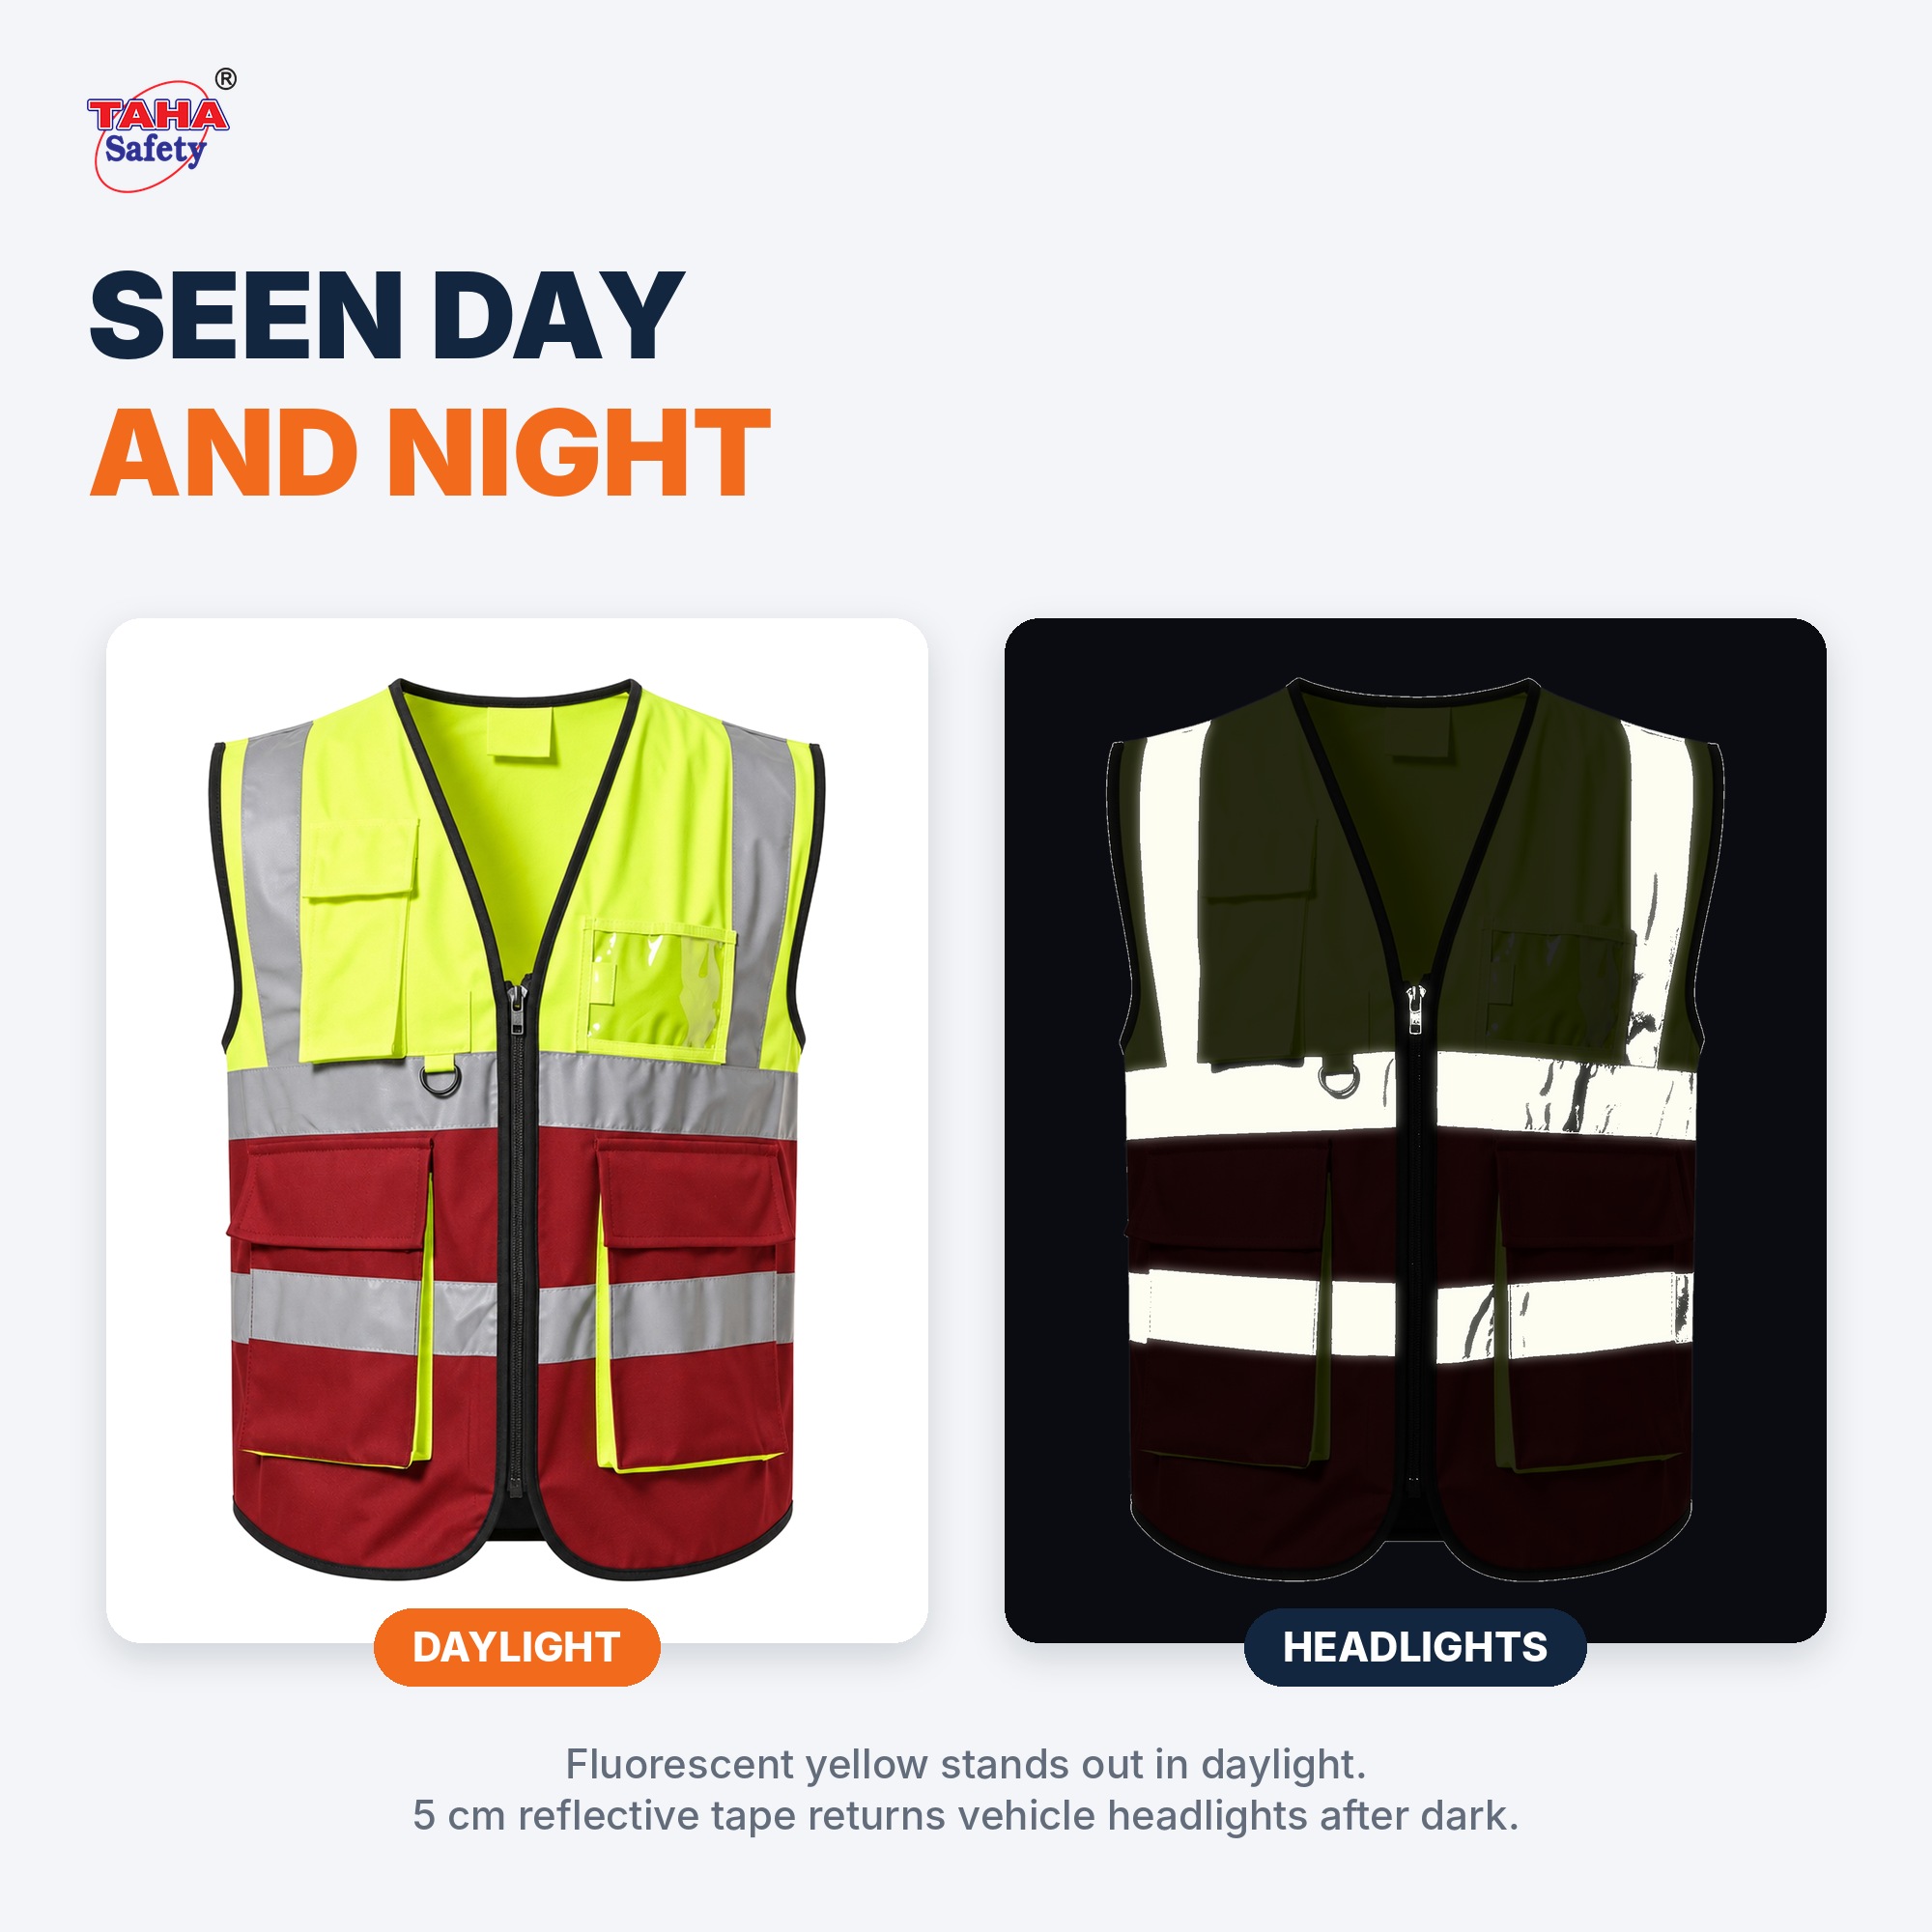 TAHA
Safety
®
SEEN DAY
AND NIGHT
DAYLIGHT
HEADLIGHTS
Fluorescent yellow stands out in daylight.
5 cm reflective tape returns vehicle headlights after dark.